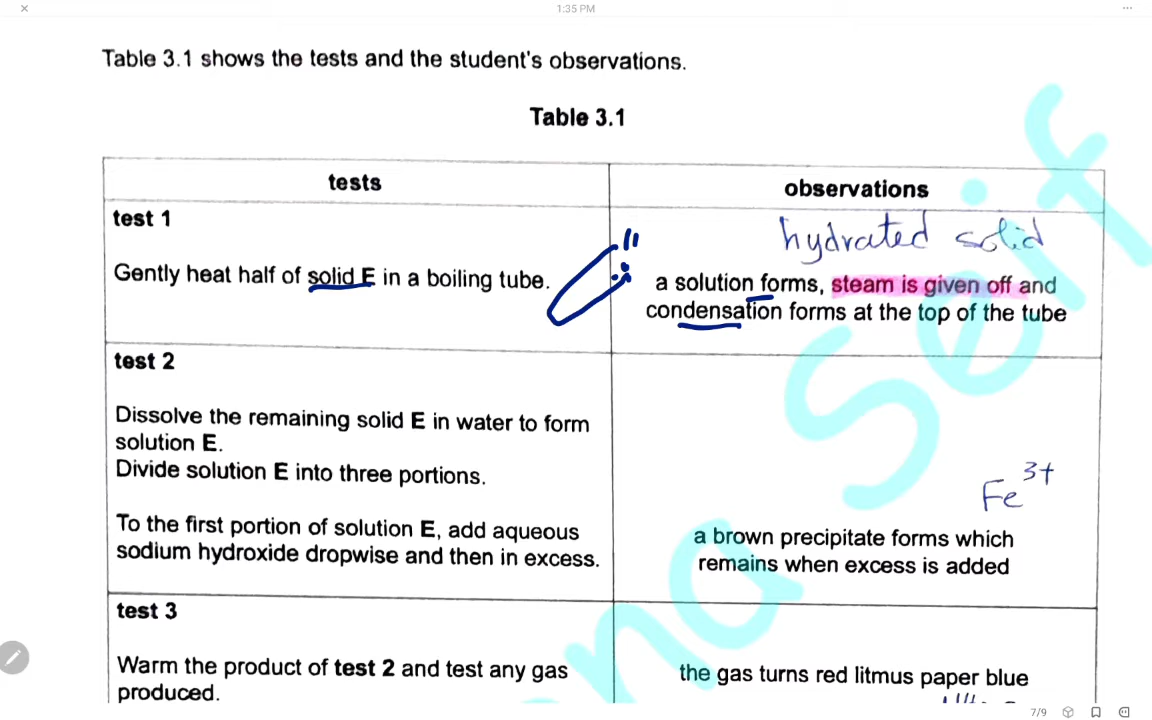 1:35 PM
Table 3.1 shows the tests and the student's observations.
Table 3.1
tests
observations
test 1
hydrated solid
Gently heat half of solid E in a boiling tube.
a solution forms, steam is given off and
condensation forms at the top of the tube
test 2
Dissolve the remaining solid E in water to form
solution E.
Divide solution E into three portions.
Fe3+
To the first portion of solution E, add aqueous
sodium hydroxide dropwise and then in excess.
a brown precipitate forms which
remains when excess is added
test 3
Warm the product of test 2 and test any gas
produced.
the gas turns red litmus paper blue
na Seif
7/9